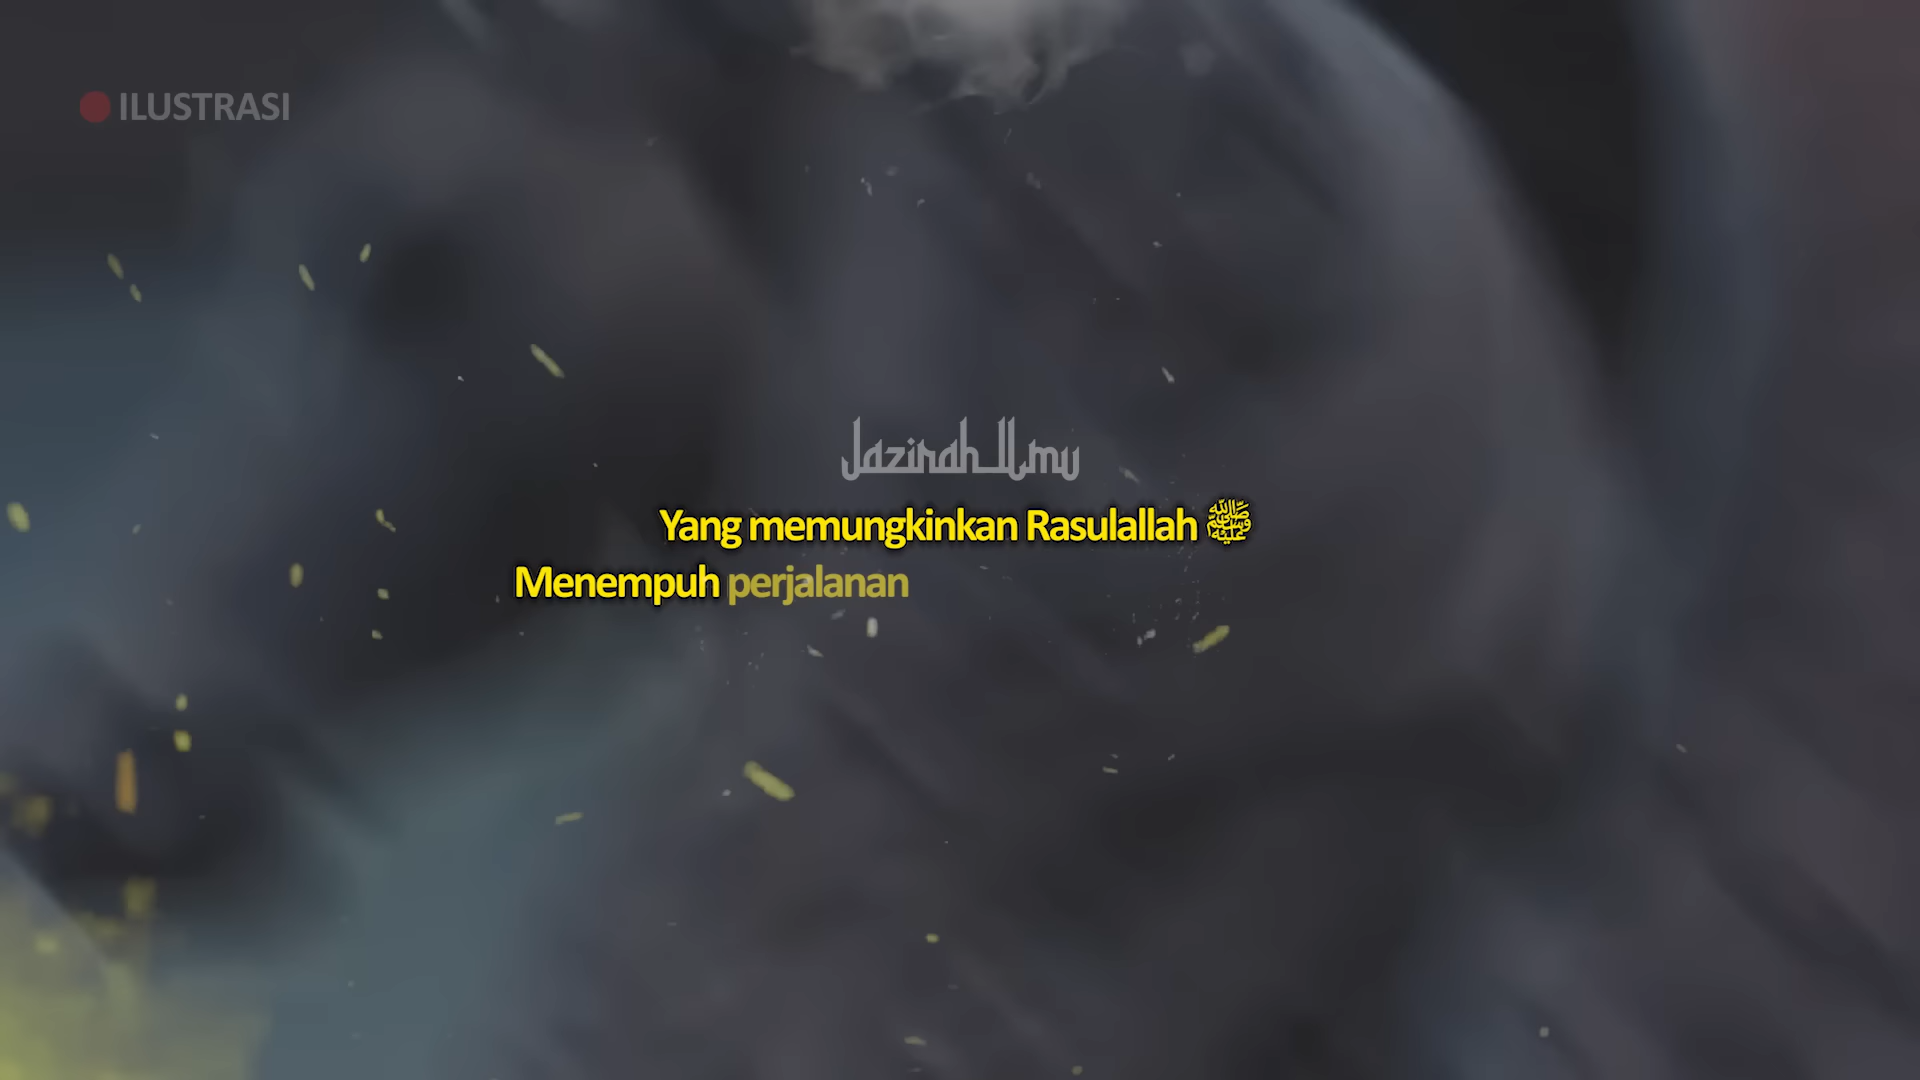 ILUSTRASI
Jazirah Ilmu
Yang memungkinkan Rasulallah ﷺ
Menempuh perjalanan